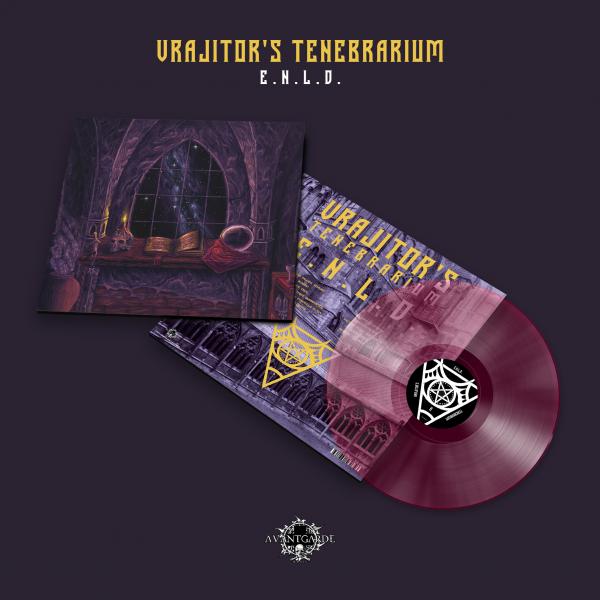 VRAJITOR'S TENEBRARIUM
E.N.L.D.
VRAJITOR'S
TENEBRARIUM
E.N.L.D
AVANTGARDE